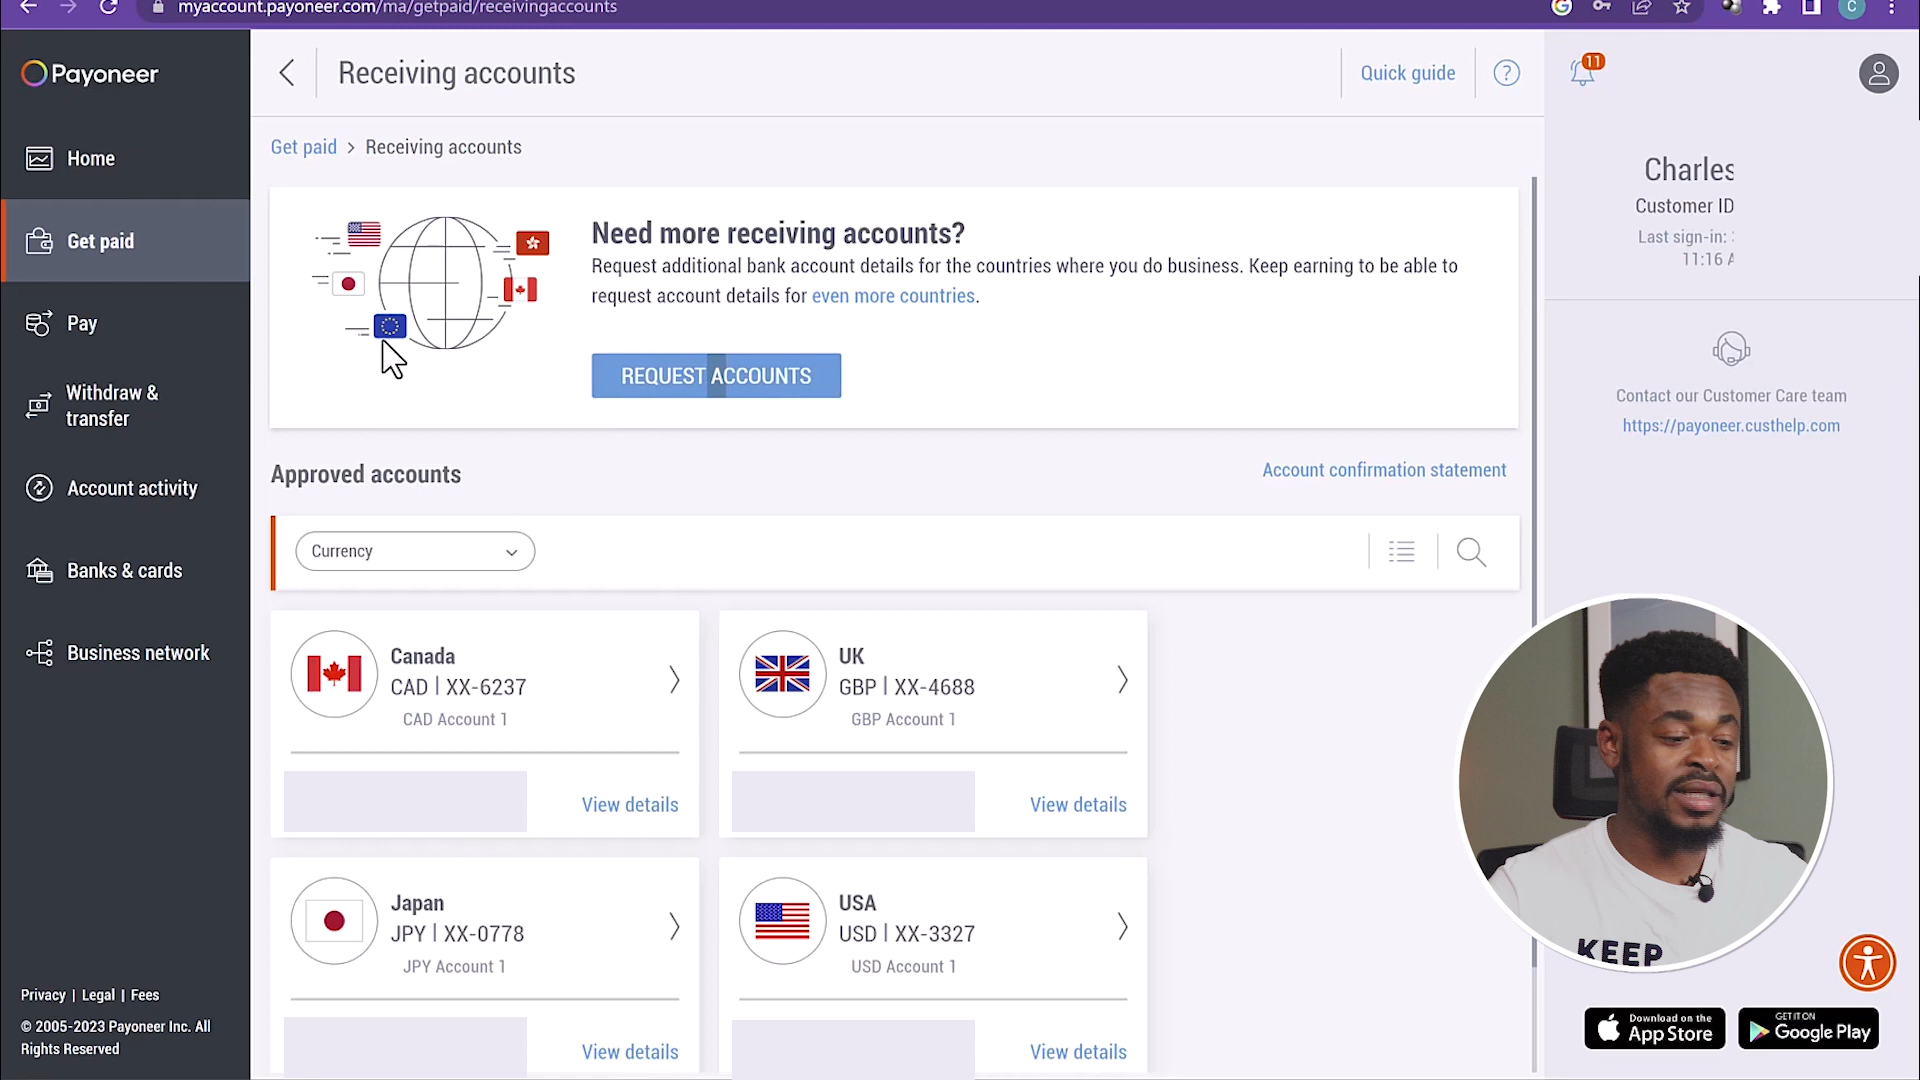 myaccount.payoneer.com/ma/getpaid/receivingaccounts
C
Payoneer
Home
Get paid
Pay
Withdraw &
transfer
Account activity
Banks & cards
Business network
Privacy | Legal | Fees
© 2005-2023 Payoneer Inc. All
Rights Reserved
Receiving accounts
Quick guide
?
Get paid > Receiving accounts
Need more receiving accounts?
Request additional bank account details for the countries where you do business. Keep earning to be able to
request account details for even more countries.
REQUEST ACCOUNTS
Approved accounts
Account confirmation statement
Currency
Canada
CAD | XX-6237
CAD Account 1
View details
UK
GBP | XX-4688
GBP Account 1
View details
Japan
JPY | XX-0778
JPY Account 1
View details
USA
USD | XX-3327
USD Account 1
View details
11
Charles
Customer ID
Last sign-in:
11:16 A
Contact our Customer Care team
https://payoneer.custhelp.com
KEEP
Download on the
App Store
GET IT ON
Google Play